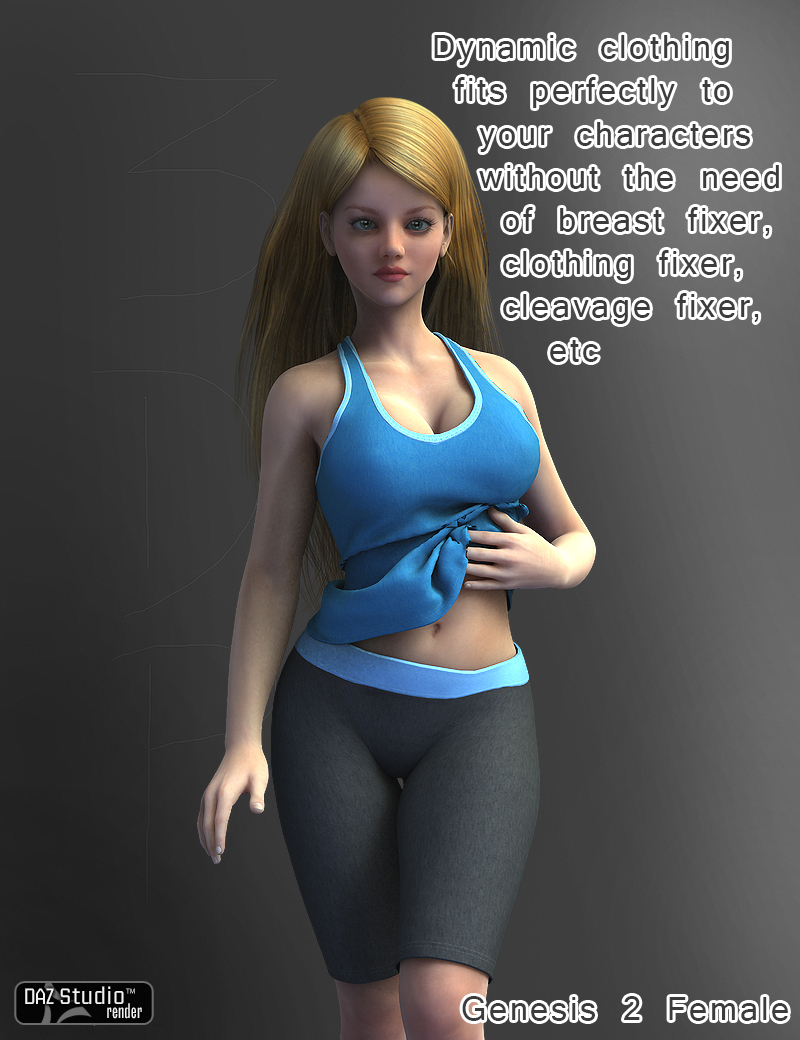 Dynamic clothing
fits perfectly to
your characters
without the need
of breast fixer,
clothing fixer,
cleavage fixer,
etc
DAZ Studio™
render
Genesis 2 Female